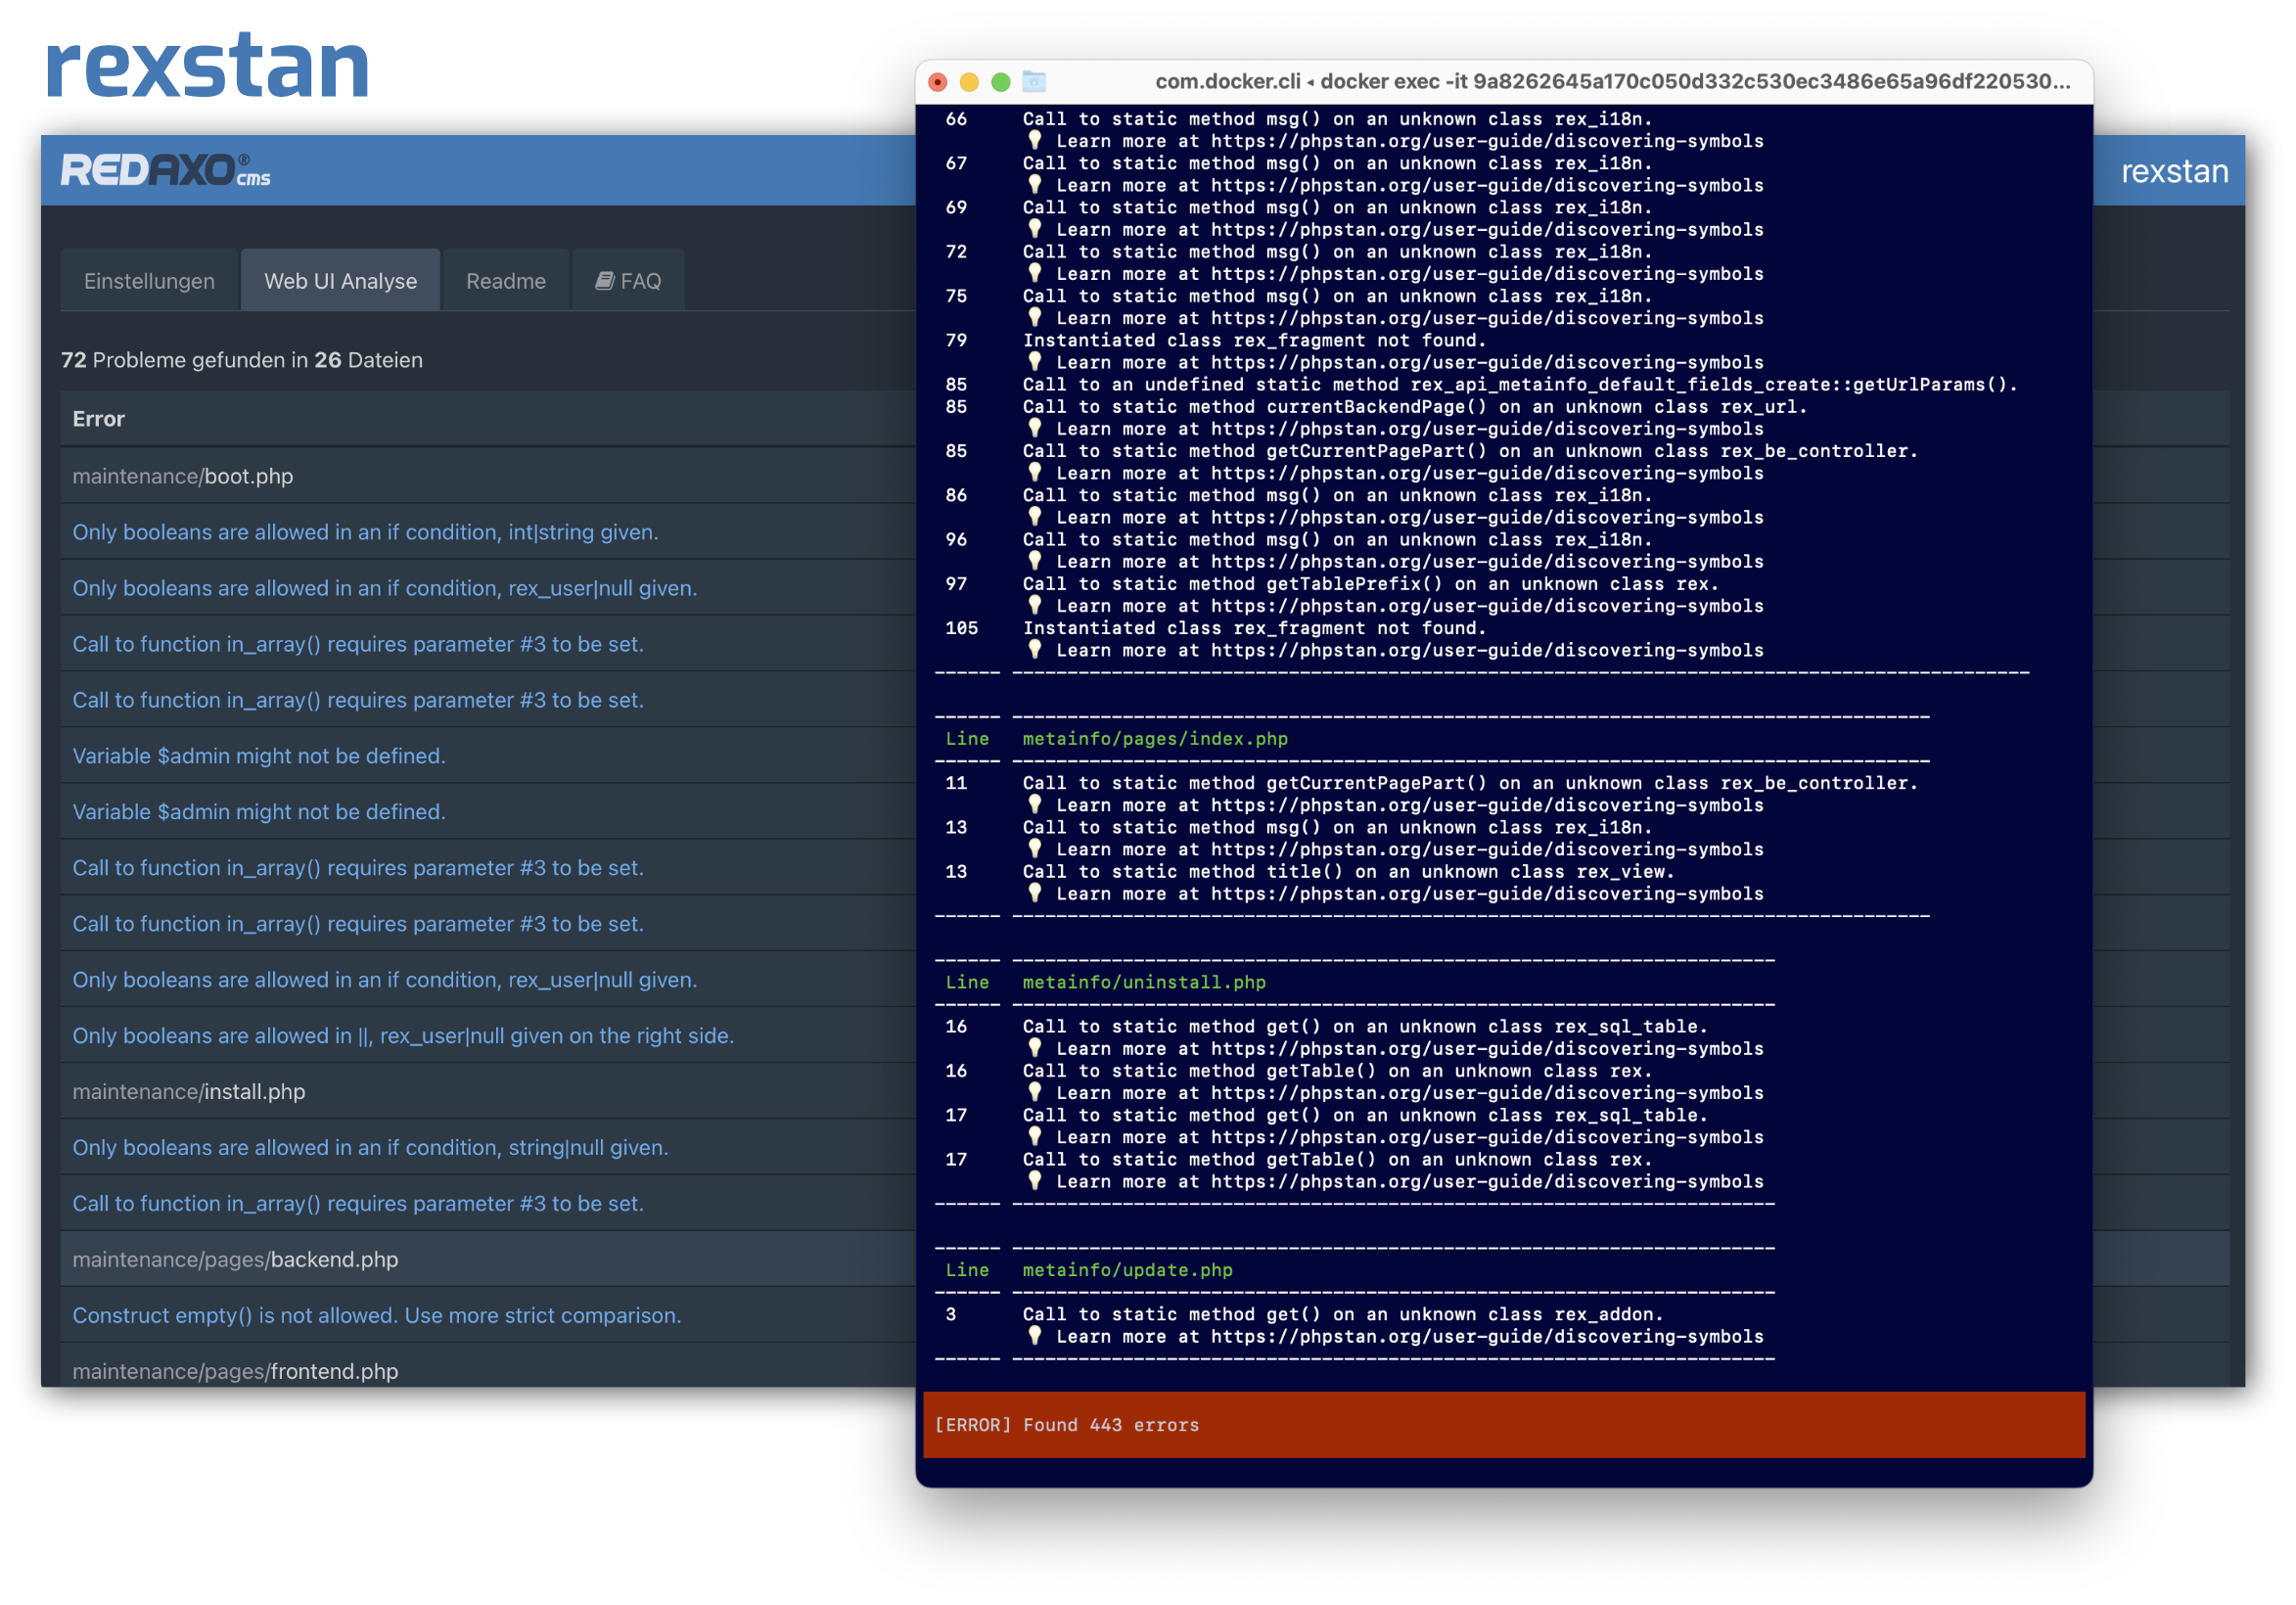 rexstan
REDAXO® cms
rexstan
Einstellungen
Web UI Analyse
Readme
FAQ
72 Probleme gefunden in 26 Dateien
Error
maintenance/boot.php
Only booleans are allowed in an if condition, int|string given.
Only booleans are allowed in an if condition, rex_user|null given.
Call to function in_array() requires parameter #3 to be set.
Call to function in_array() requires parameter #3 to be set.
Variable $admin might not be defined.
Variable $admin might not be defined.
Call to function in_array() requires parameter #3 to be set.
Call to function in_array() requires parameter #3 to be set.
Only booleans are allowed in an if condition, rex_user|null given.
Only booleans are allowed in ||, rex_user|null given on the right side.
maintenance/install.php
Only booleans are allowed in an if condition, string|null given.
Call to function in_array() requires parameter #3 to be set.
maintenance/pages/backend.php
Construct empty() is not allowed. Use more strict comparison.
maintenance/pages/frontend.php
com.docker.cli ◂ docker exec -it 9a8262645a170c050d332c530ec3486e65a96df220530...
66 Call to static method msg() on an unknown class rex_i18n.
💡 Learn more at https://phpstan.org/user-guide/discovering-symbols
67 Call to static method msg() on an unknown class rex_i18n.
💡 Learn more at https://phpstan.org/user-guide/discovering-symbols
69 Call to static method msg() on an unknown class rex_i18n.
💡 Learn more at https://phpstan.org/user-guide/discovering-symbols
72 Call to static method msg() on an unknown class rex_i18n.
💡 Learn more at https://phpstan.org/user-guide/discovering-symbols
75 Call to static method msg() on an unknown class rex_i18n.
💡 Learn more at https://phpstan.org/user-guide/discovering-symbols
79 Instantiated class rex_fragment not found.
💡 Learn more at https://phpstan.org/user-guide/discovering-symbols
85 Call to an undefined static method rex_api_metainfo_default_fields_create::getUrlParams().
85 Call to static method currentBackendPage() on an unknown class rex_url.
💡 Learn more at https://phpstan.org/user-guide/discovering-symbols
85 Call to static method getCurrentPagePart() on an unknown class rex_be_controller.
💡 Learn more at https://phpstan.org/user-guide/discovering-symbols
86 Call to static method msg() on an unknown class rex_i18n.
💡 Learn more at https://phpstan.org/user-guide/discovering-symbols
96 Call to static method msg() on an unknown class rex_i18n.
💡 Learn more at https://phpstan.org/user-guide/discovering-symbols
97 Call to static method getTablePrefix() on an unknown class rex.
💡 Learn more at https://phpstan.org/user-guide/discovering-symbols
105 Instantiated class rex_fragment not found.
💡 Learn more at https://phpstan.org/user-guide/discovering-symbols
Line metainfo/pages/index.php
11 Call to static method getCurrentPagePart() on an unknown class rex_be_controller.
💡 Learn more at https://phpstan.org/user-guide/discovering-symbols
13 Call to static method msg() on an unknown class rex_i18n.
💡 Learn more at https://phpstan.org/user-guide/discovering-symbols
13 Call to static method title() on an unknown class rex_view.
💡 Learn more at https://phpstan.org/user-guide/discovering-symbols
Line metainfo/uninstall.php
16 Call to static method get() on an unknown class rex_sql_table.
💡 Learn more at https://phpstan.org/user-guide/discovering-symbols
16 Call to static method getTable() on an unknown class rex.
💡 Learn more at https://phpstan.org/user-guide/discovering-symbols
17 Call to static method get() on an unknown class rex_sql_table.
💡 Learn more at https://phpstan.org/user-guide/discovering-symbols
17 Call to static method getTable() on an unknown class rex.
💡 Learn more at https://phpstan.org/user-guide/discovering-symbols
Line metainfo/update.php
3 Call to static method get() on an unknown class rex_addon.
💡 Learn more at https://phpstan.org/user-guide/discovering-symbols
[ERROR] Found 443 errors